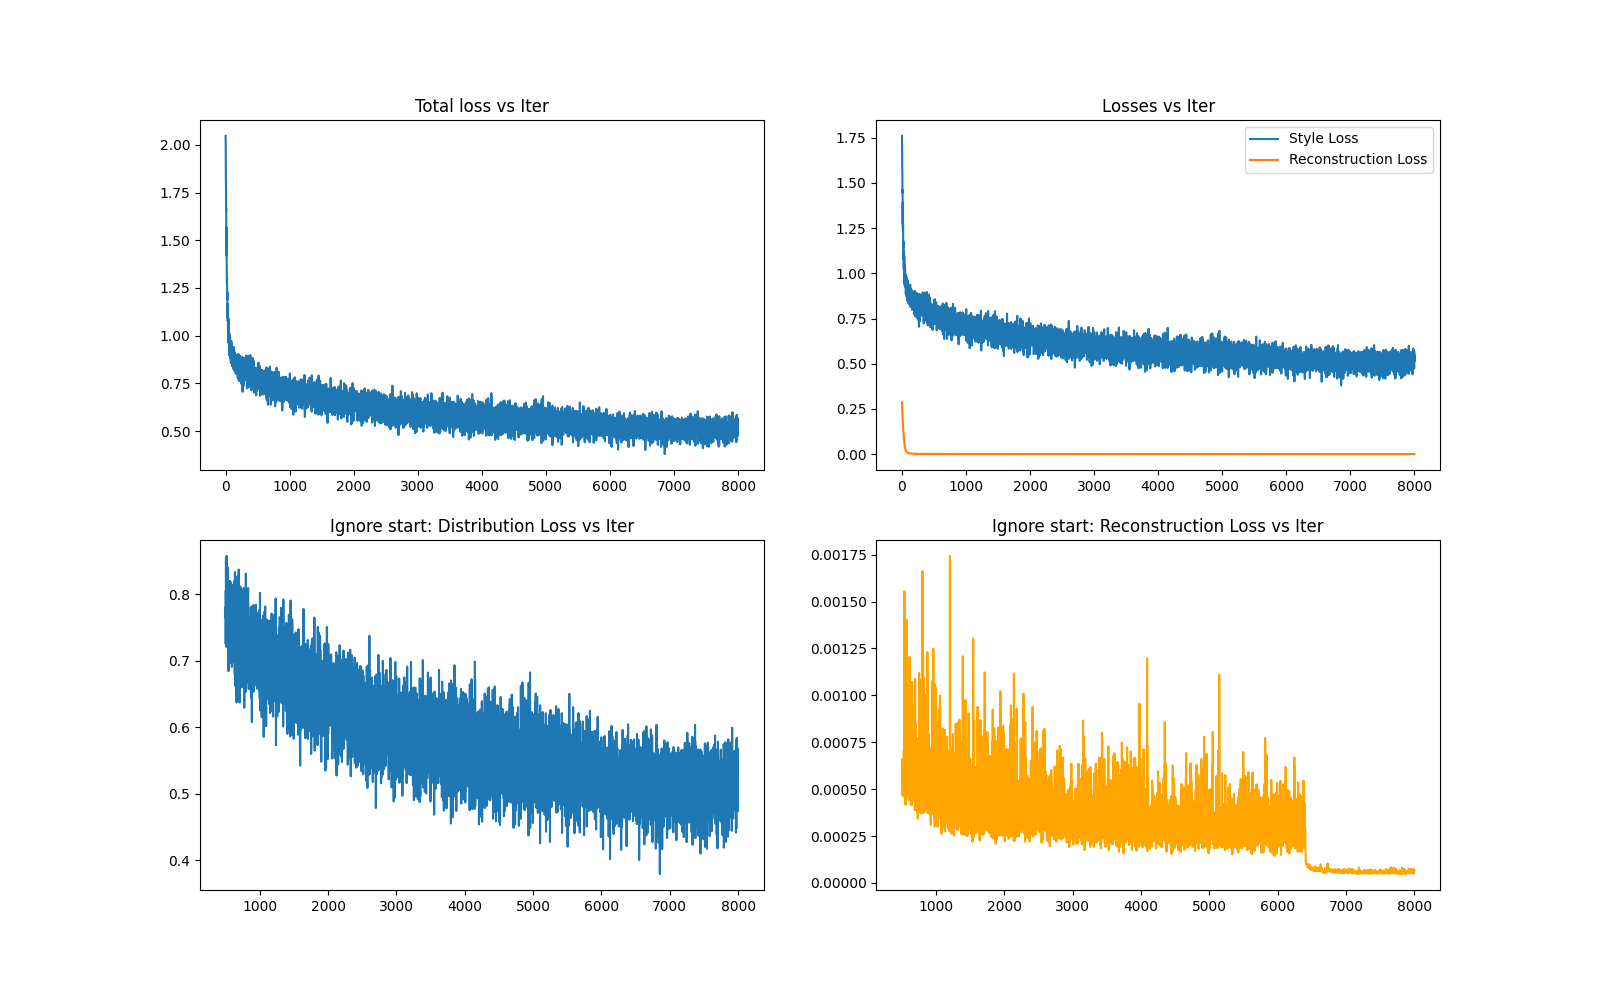 Total loss vs Iter
2.00
1.75
1.50
1.25
1.00
0.75
0.50
0 1000 2000 3000 4000 5000 6000 7000 8000
Losses vs Iter
Style Loss
Reconstruction Loss
1.75
1.50
1.25
1.00
0.75
0.50
0.25
0.00
0 1000 2000 3000 4000 5000 6000 7000 8000
Ignore start: Distribution Loss vs Iter
0.8
0.7
0.6
0.5
0.4
1000 2000 3000 4000 5000 6000 7000 8000
Ignore start: Reconstruction Loss vs Iter
0.00175
0.00150
0.00125
0.00100
0.00075
0.00050
0.00025
0.00000
1000 2000 3000 4000 5000 6000 7000 8000